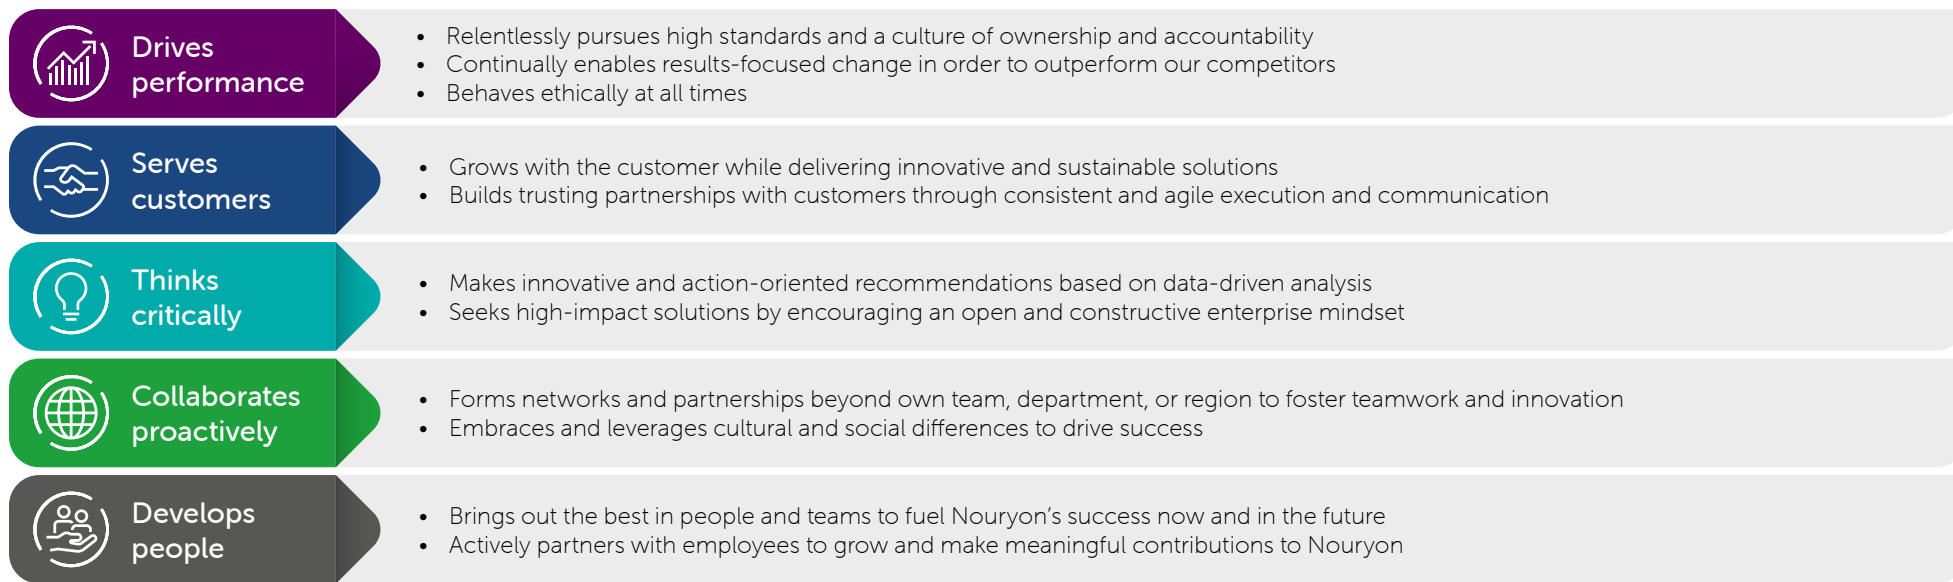 Drives
performance
• Relentlessly pursues high standards and a culture of ownership and accountability
• Continually enables results-focused change in order to outperform our competitors
• Behaves ethically at all times
Serves
customers
• Grows with the customer while delivering innovative and sustainable solutions
• Builds trusting partnerships with customers through consistent and agile execution and communication
Thinks
critically
• Makes innovative and action-oriented recommendations based on data-driven analysis
• Seeks high-impact solutions by encouraging an open and constructive enterprise mindset
Collaborates
proactively
• Forms networks and partnerships beyond own team, department, or region to foster teamwork and innovation
• Embraces and leverages cultural and social differences to drive success
Develops
people
• Brings out the best in people and teams to fuel Nouryon’s success now and in the future
• Actively partners with employees to grow and make meaningful contributions to Nouryon